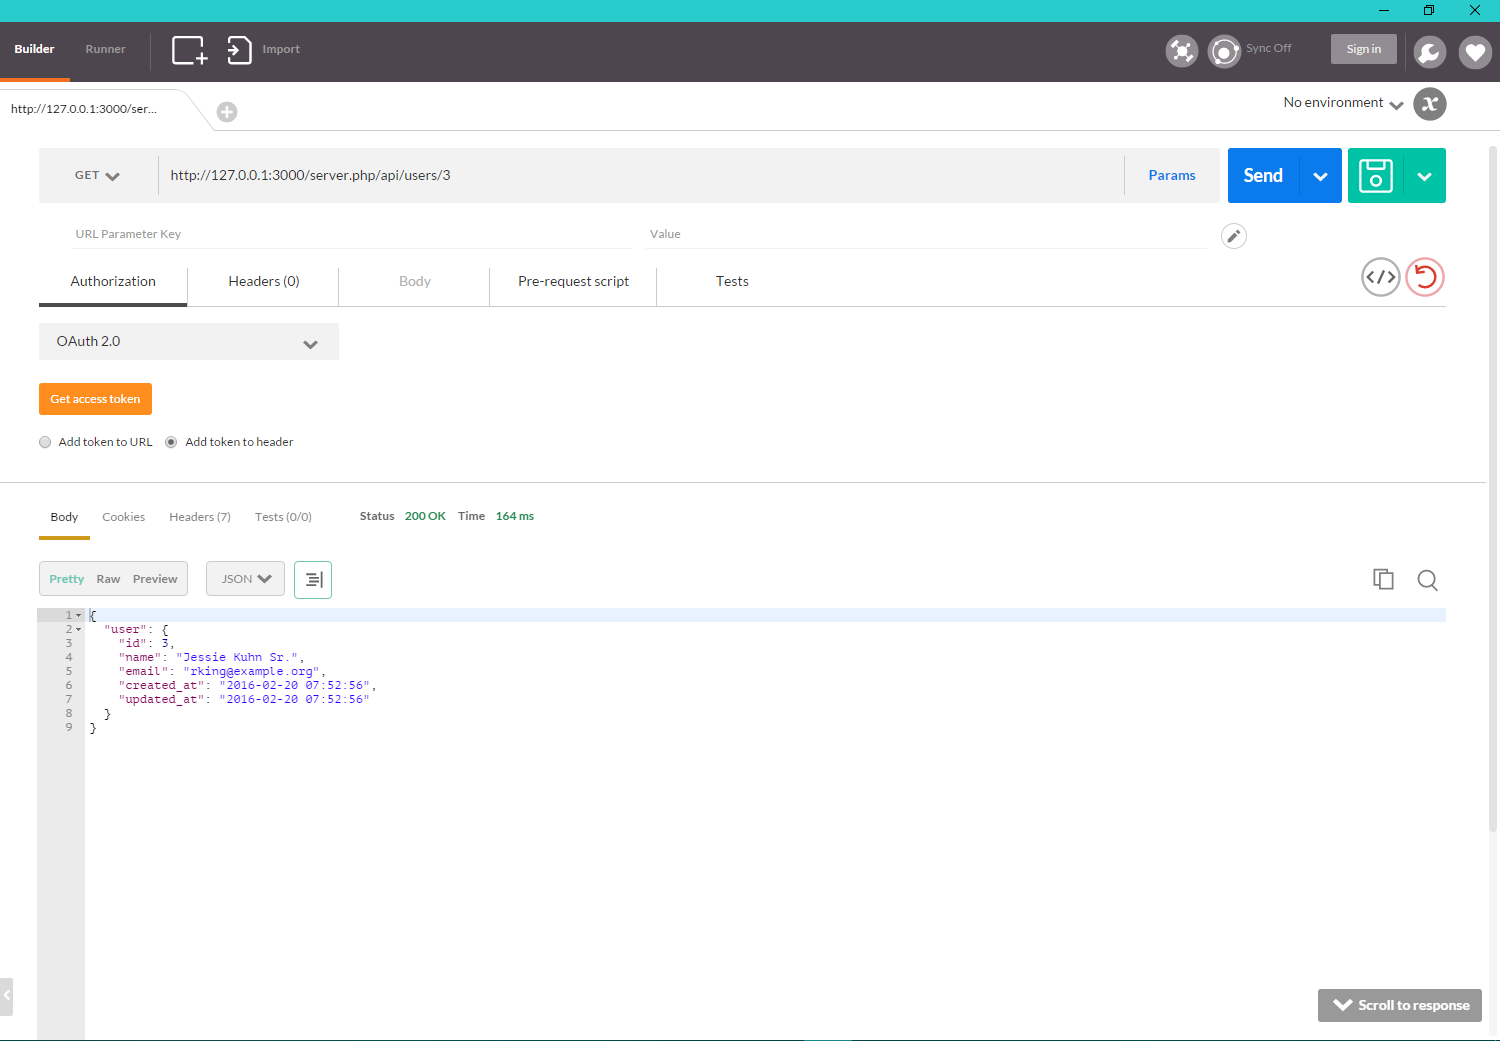 Builder Runner Import Sync Off Sign in
http://127.0.0.1:3000/ser... No environment x
GET http://127.0.0.1:3000/server.php/api/users/3 Params Send
URL Parameter Key Value
Authorization Headers (0) Body Pre-request script Tests </>
OAuth 2.0
Get access token
Add token to URL Add token to header
Body Cookies Headers (7) Tests (0/0) Status 200 OK Time 164 ms
Pretty Raw Preview JSON
1 {
2 "user": {
3 "id": 3,
4 "name": "Jessie Kuhn Sr.",
5 "email": "rking@example.org",
6 "created_at": "2016-02-20 07:52:56",
7 "updated_at": "2016-02-20 07:52:56"
8 }
9 }
Scroll to response